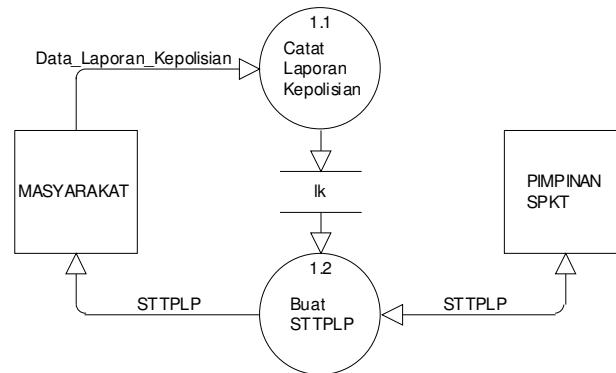 1.1
Catat
Laporan
Kepolisian
Data_Laporan_Kepolisian
MASYARAKAT
lk
PIMPINAN
SPKT
1.2
Buat
STTPLP
STTPLP
STTPLP